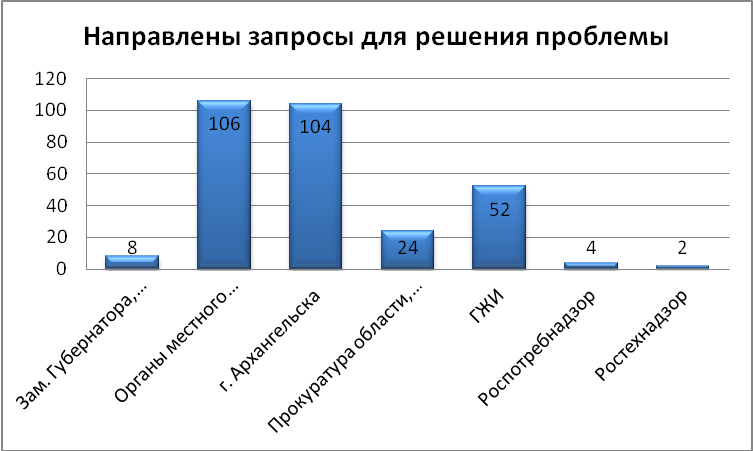 Направлены запросы для решения проблемы
120
100
80
60
40
20
0
8
106
104
24
52
4
2
Зам. Губернатора,...
Органы местного...
г. Архангельска
Прокуратура области,...
ГЖИ
Роспотребнадзор
Ростехнадзор